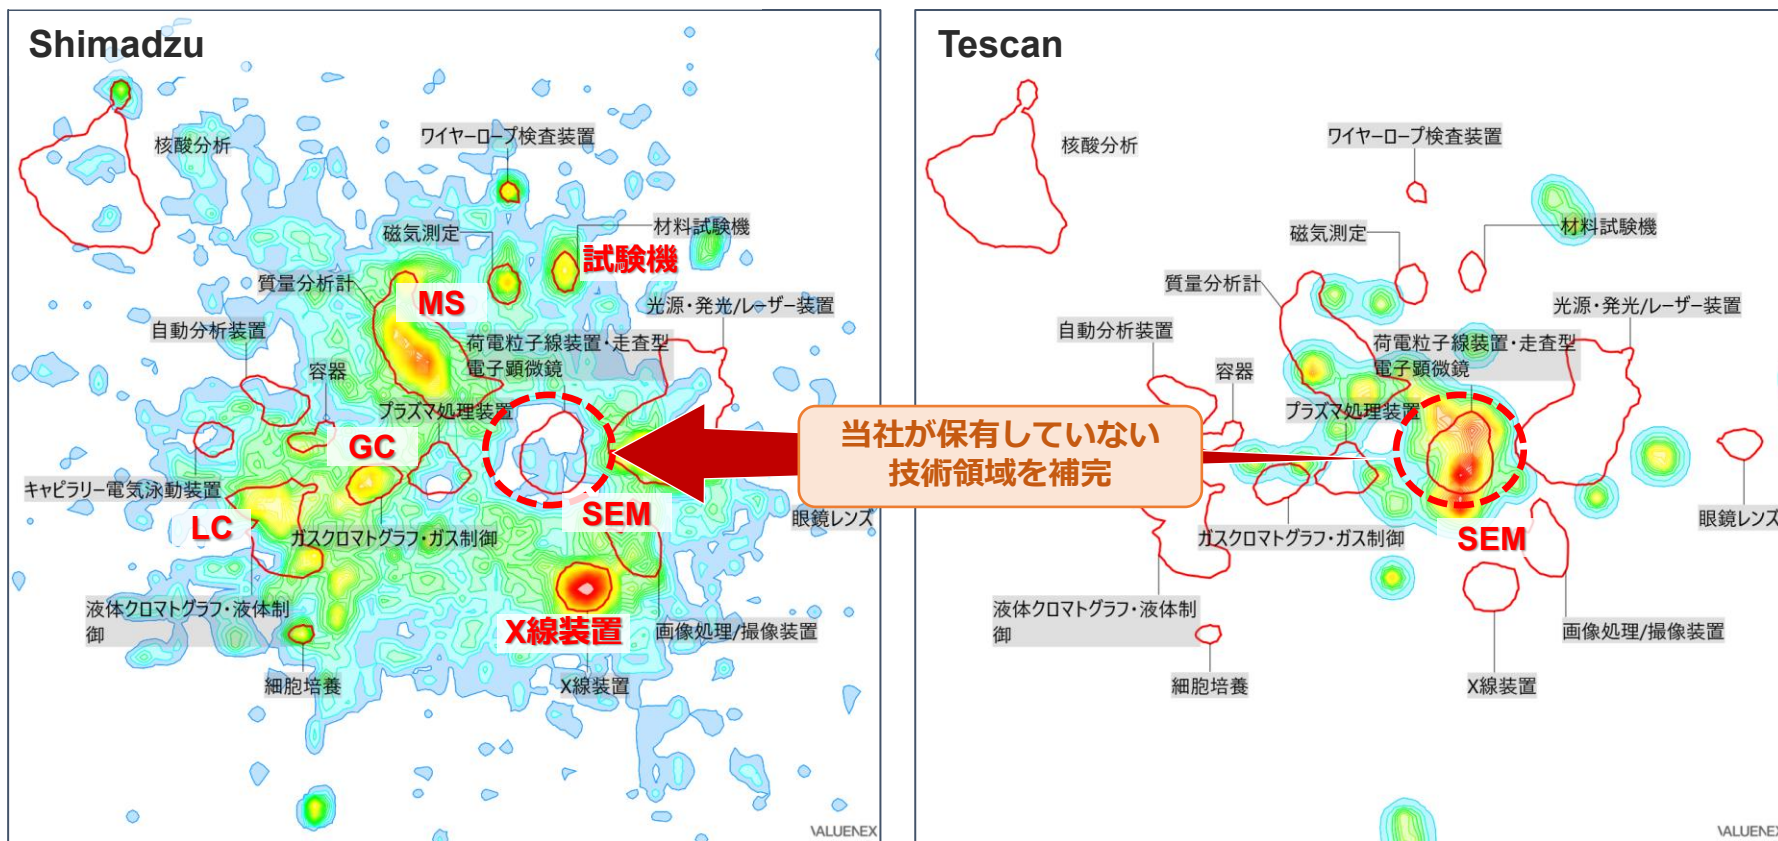 Shimadzu
核酸分析
ワイヤーロープ検査装置
磁気測定
材料試験機
試験機
質量分析計
MS
光源・発光/レーザー装置
自動分析装置
荷電粒子線装置・走査型
電子顕微鏡
容器
プラズマ処理装置
GC
キャピラリー電気泳動装置
LC
SEM
眼鏡レンズ
ガスクロマトグラフ・ガス制御
液体クロマトグラフ・液体制
御
X線装置
画像処理/撮像装置
細胞培養
X線装置
VALUENEX
当社が保有していない
技術領域を補完
Tescan
核酸分析
ワイヤーロープ検査装置
磁気測定
材料試験機
質量分析計
光源・発光/レーザー装置
自動分析装置
荷電粒子線装置・走査型
電子顕微鏡
容器
プラズマ処理装置
眼鏡レンズ
SEM
ガスクロマトグラフ・ガス制御
液体クロマトグラフ・液体制
御
画像処理/撮像装置
細胞培養
X線装置
VALUENEX